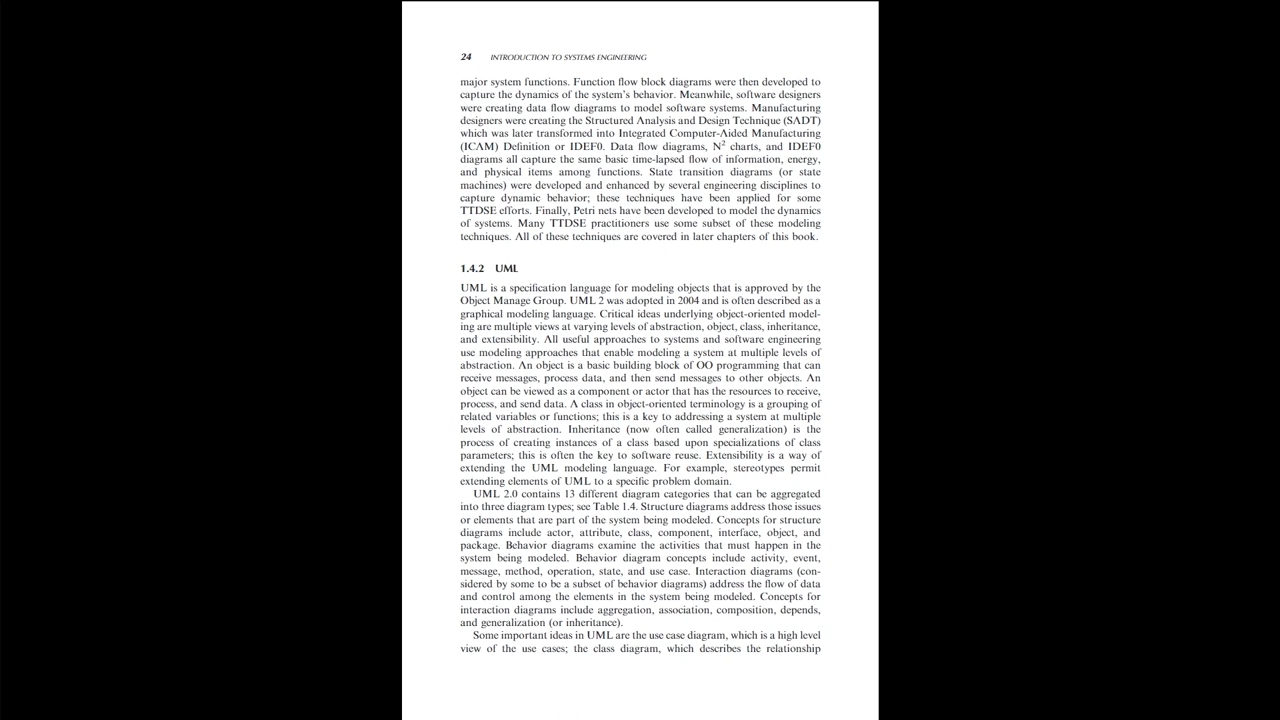 24 INTRODUCTION TO SYSTEMS ENGINEERING
major system functions. Function flow block diagrams were then developed to
capture the dynamics of the system's behavior. Meanwhile, software designers
were creating data flow diagrams to model software systems. Manufacturing
designers were creating the Structured Analysis and Design Technique (SADT)
which was later transformed into Integrated Computer-Aided Manufacturing
(ICAM) Definition or IDEF0. Data flow diagrams, N² charts, and IDEF0
diagrams all capture the same basic time-lapsed flow of information, energy,
and physical items among functions. State transition diagrams (or state
machines) were developed and enhanced by several engineering disciplines to
capture dynamic behavior; these techniques have been applied for some
TTDSE efforts. Finally, Petri nets have been developed to model the dynamics
of systems. Many TTDSE practitioners use some subset of these modeling
techniques. All of these techniques are covered in later chapters of this book.
1.4.2 UML
UML is a specification language for modeling objects that is approved by the
Object Manage Group. UML 2 was adopted in 2004 and is often described as a
graphical modeling language. Critical ideas underlying object-oriented model-
ing are multiple views at varying levels of abstraction, object, class, inheritance,
and extensibility. All useful approaches to systems and software engineering
use modeling approaches that enable modeling a system at multiple levels of
abstraction. An object is a basic building block of OO programming that can
receive messages, process data, and then send messages to other objects. An
object can be viewed as a component or actor that has the resources to receive,
process, and send data. A class in object-oriented terminology is a grouping of
related variables or functions; this is a key to addressing a system at multiple
levels of abstraction. Inheritance (now often called generalization) is the
process of creating instances of a class based upon specializations of class
parameters; this is often the key to software reuse. Extensibility is a way of
extending the UML modeling language. For example, stereotypes permit
extending elements of UML to a specific problem domain.
UML 2.0 contains 13 different diagram categories that can be aggregated
into three diagram types; see Table 1.4. Structure diagrams address those issues
or elements that are part of the system being modeled. Concepts for structure
diagrams include actor, attribute, class, component, interface, object, and
package. Behavior diagrams examine the activities that must happen in the
system being modeled. Behavior diagram concepts include activity, event,
message, method, operation, state, and use case. Interaction diagrams (con-
sidered by some to be a subset of behavior diagrams) address the flow of data
and control among the elements in the system being modeled. Concepts for
interaction diagrams include aggregation, association, composition, depends,
and generalization (or inheritance).
Some important ideas in UML are the use case diagram, which is a high level
view of the use cases; the class diagram, which describes the relationship